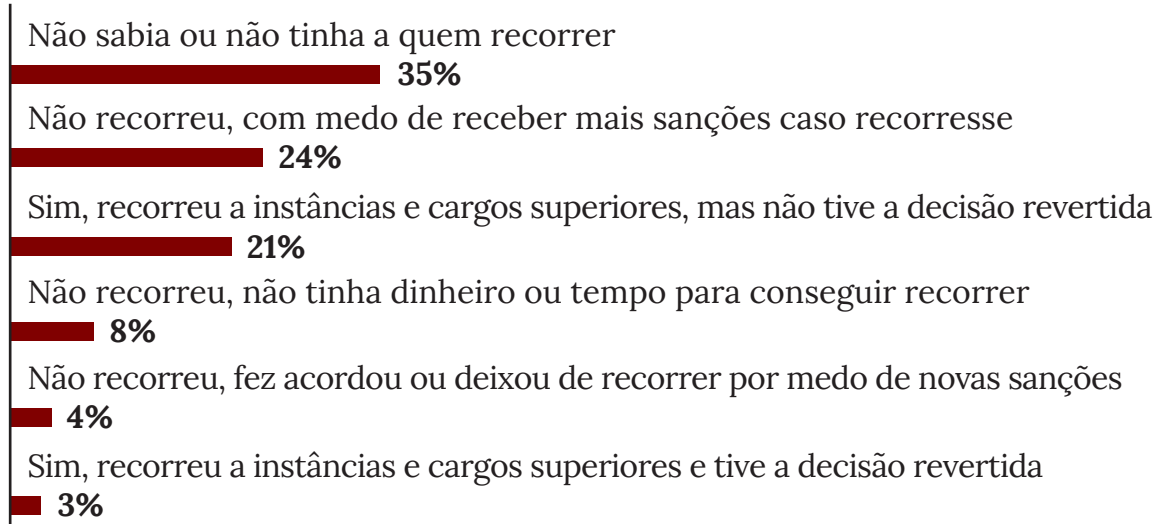 Não sabia ou não tinha a quem recorrer
35%
Não recorreu, com medo de receber mais sanções caso recorresse
24%
Sim, recorreu a instâncias e cargos superiores, mas não tive a decisão revertida
21%
Não recorreu, não tinha dinheiro ou tempo para conseguir recorrer
8%
Não recorreu, fez acordou ou deixou de recorrer por medo de novas sanções
4%
Sim, recorreu a instâncias e cargos superiores e tive a decisão revertida
3%